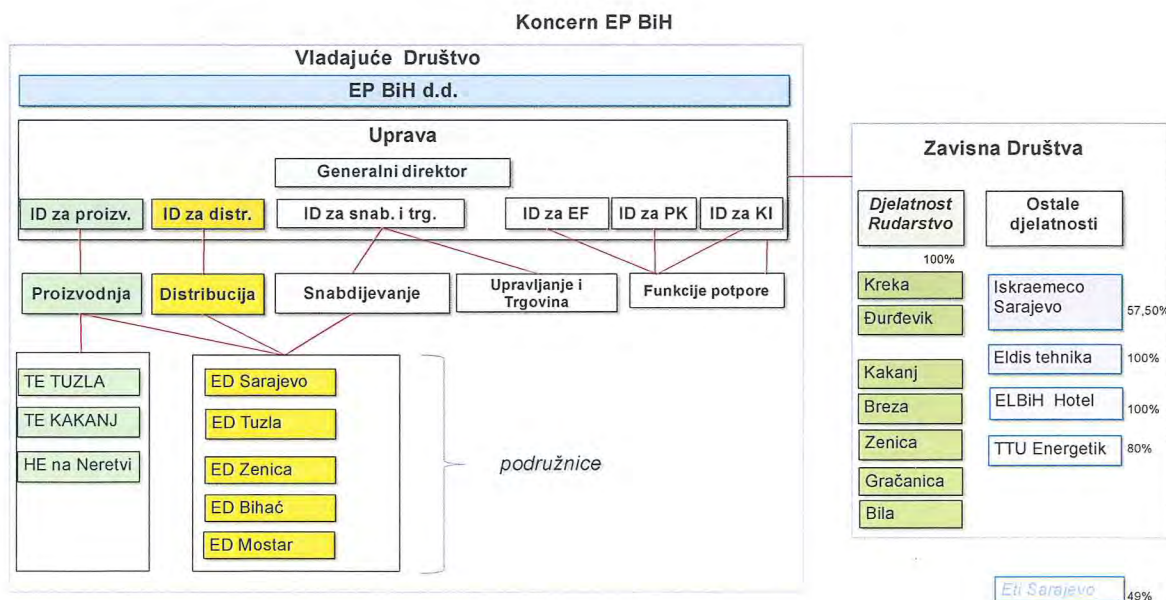 Koncern EP BiH
Vladajuće Društvo
EP BiH d.d.
Uprava
Generalni direktor
ID za proizv.
ID za distr.
ID za snab. i trg.
ID za EF
ID za PK
ID za KI
Proizvodnja
Distribucija
Snabdijevanje
Upravljanje i
Trgovina
Funkcije potpore
TE TUZLA
TE KAKANJ
HE na Neretvi
ED Sarajevo
ED Tuzla
ED Zenica
ED Bihać
ED Mostar
podružnice
Zavisna Društva
Djelatnost
Rudarstvo
100%
Kreka
Đurđevik
Kakanj
Breza
Zenica
Gračanica
Bila
Ostale
djelatnosti
Iskraemeco
Sarajevo
57,50%
Eldis tehnika
100%
ELBiH Hotel
100%
TTU Energetik
80%
Eti Sarajevo
49%